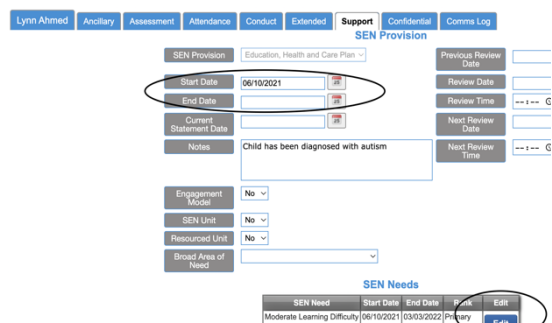 Lynn Ahmed Ancillary Assessment Attendance Conduct Extended Support Confidential Comms Log
SEN Provision
SEN Provision Education, Health and Care Plan Previous Review Date
Start Date 06/10/2021 Review Date
End Date Review Time --:--
Current Statement Date Next Review Date
Notes Child has been diagnosed with autism Next Review Time --:--
Engagement Model No
SEN Unit No
Resourced Unit No
Broad Area of Need
SEN Needs
SEN Need Start Date End Date Rank Edit
Moderate Learning Difficulty 06/10/2021 03/03/2022 Primary Edit